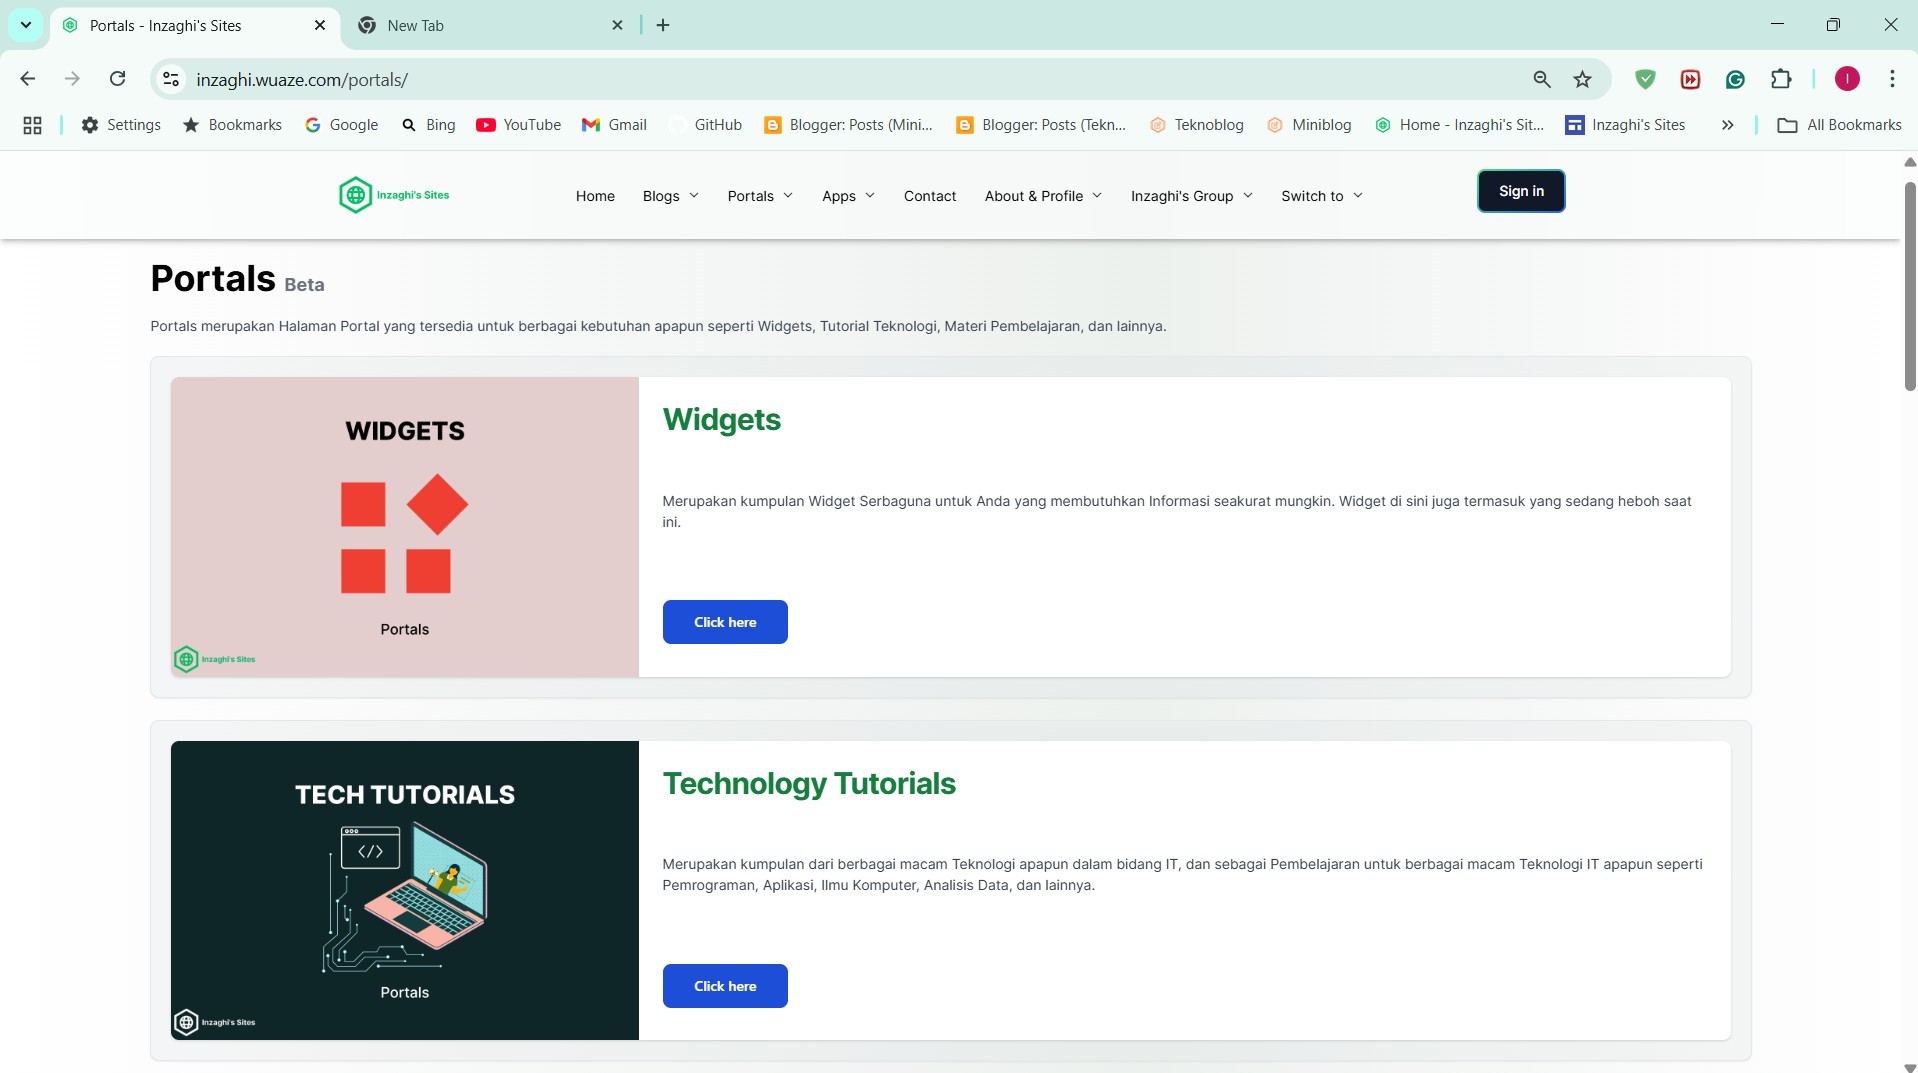 Portals - Inzaghi's Sites
New Tab
inzaghi.wuaze.com/portals/
I
Settings
Bookmarks
Google
Bing
YouTube
Gmail
GitHub
Blogger: Posts (Mini...
Blogger: Posts (Tekn...
Teknoblog
Miniblog
Home - Inzaghi's Sit...
Inzaghi's Sites
All Bookmarks
Inzaghi's Sites
Home
Blogs
Portals
Apps
Contact
About & Profile
Inzaghi's Group
Switch to
Sign in
Portals Beta
Portals merupakan Halaman Portal yang tersedia untuk berbagai kebutuhan apapun seperti Widgets, Tutorial Teknologi, Materi Pembelajaran, dan lainnya.
WIDGETS
Portals
Inzaghi's Sites
Widgets
Merupakan kumpulan Widget Serbaguna untuk Anda yang membutuhkan Informasi seakurat mungkin. Widget di sini juga termasuk yang sedang heboh saat
ini.
Click here
TECH TUTORIALS
</>
Portals
Inzaghi's Sites
Technology Tutorials
Merupakan kumpulan dari berbagai macam Teknologi apapun dalam bidang IT, dan sebagai Pembelajaran untuk berbagai macam Teknologi IT apapun seperti
Pemrograman, Aplikasi, Ilmu Komputer, Analisis Data, dan lainnya.
Click here